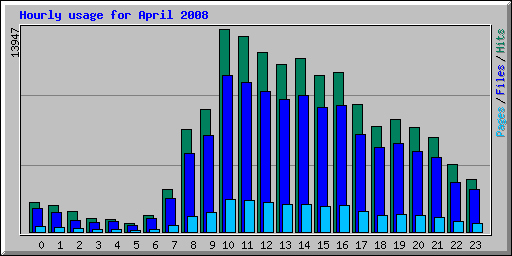 Hourly usage for April 2008
13947
Pages / Files / Hits
0 1 2 3 4 5 6 7 8 9 10 11 12 13 14 15 16 17 18 19 20 21 22 23